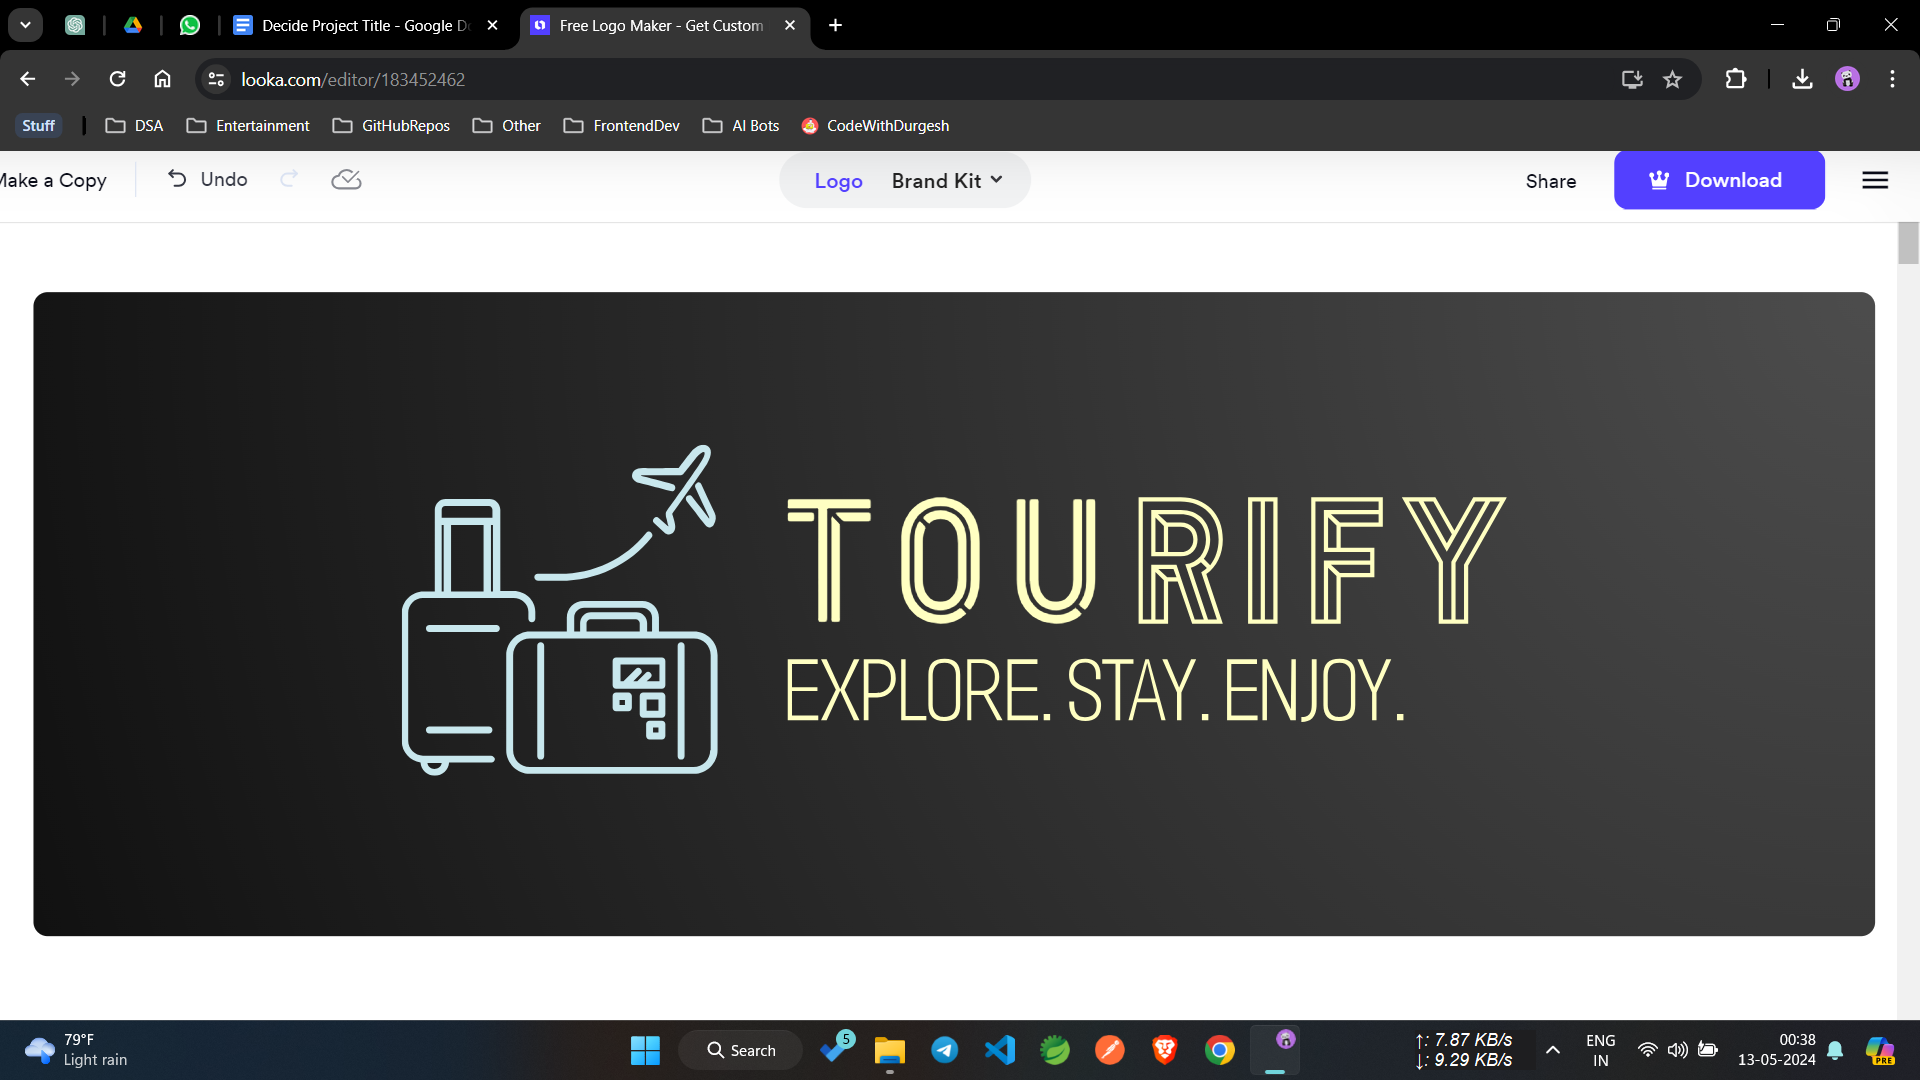 Decide Project Title - Google Do
Free Logo Maker - Get Custom
looka.com/editor/183452462
Stuff
DSA
Entertainment
GitHubRepos
Other
FrontendDev
AI Bots
CodeWithDurgesh
Make a Copy
Undo
Logo
Brand Kit
Share
Download
TOURIFY
EXPLORE. STAY. ENJOY.
79°F
Light rain
Search
5
↑: 7.87 KB/s
↓: 9.29 KB/s
ENG
IN
00:38
13-05-2024
PRE